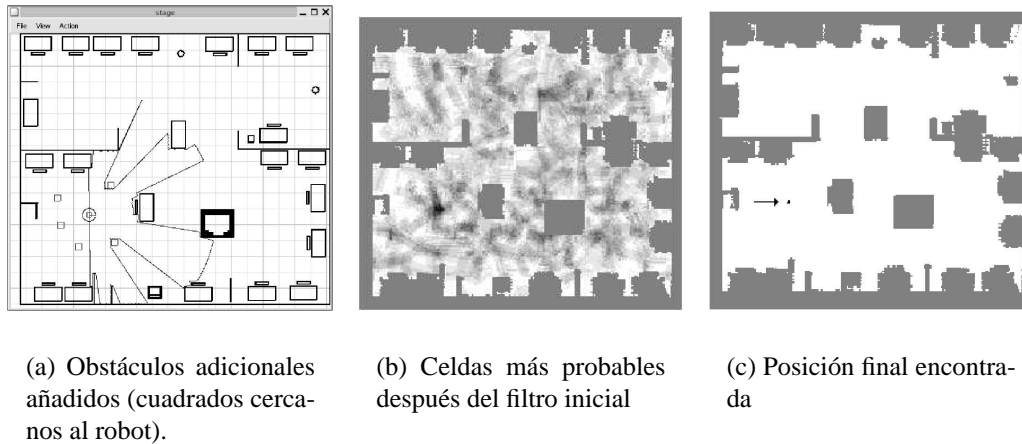 stage
File View Action
(a) Obstáculos adicionales
añadidos (cuadrados cerca-
nos al robot).
(b) Celdas más probables
después del filtro inicial
(c) Posición final encontra-
da